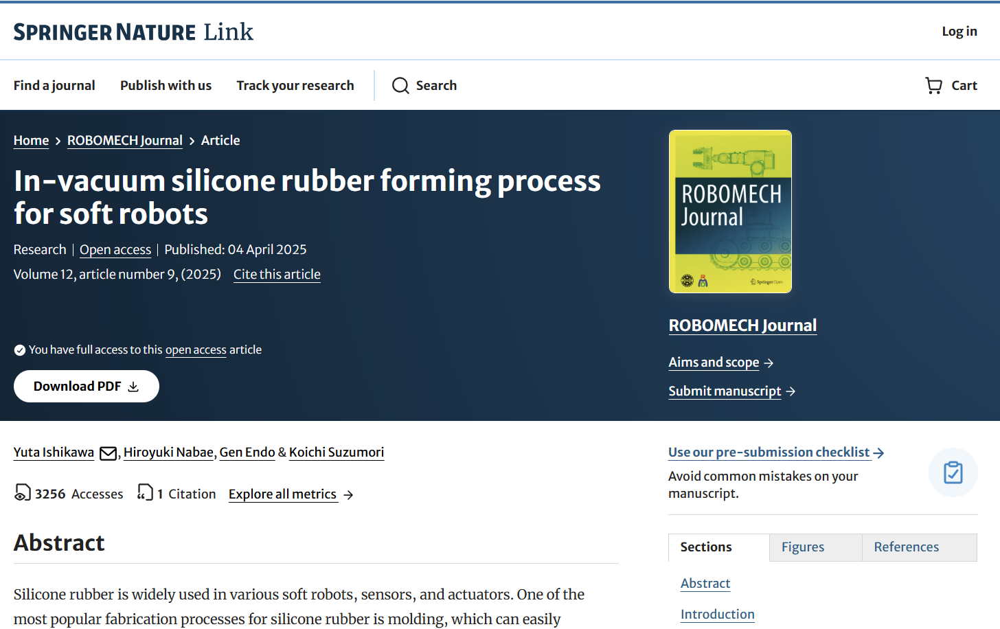 SPRINGER NATURE Link
Log in
Find a journal
Publish with us
Track your research
Search
Cart
Home > ROBOMECH Journal > Article
In-vacuum silicone rubber forming process
for soft robots
Research | Open access | Published: 04 April 2025
Volume 12, article number 9, (2025) Cite this article
You have full access to this open access article
Download PDF
ROBOMECH
Journal
Springer Open
ROBOMECH Journal
Aims and scope →
Submit manuscript →
Yuta Ishikawa, Hiroyuki Nabae, Gen Endo & Koichi Suzumori
3256 Accesses 1 Citation Explore all metrics →
Abstract
Silicone rubber is widely used in various soft robots, sensors, and actuators. One of the
most popular fabrication processes for silicone rubber is molding, which can easily
Use our pre-submission checklist →
Avoid common mistakes on your
manuscript.
Sections
Figures
References
Abstract
Introduction